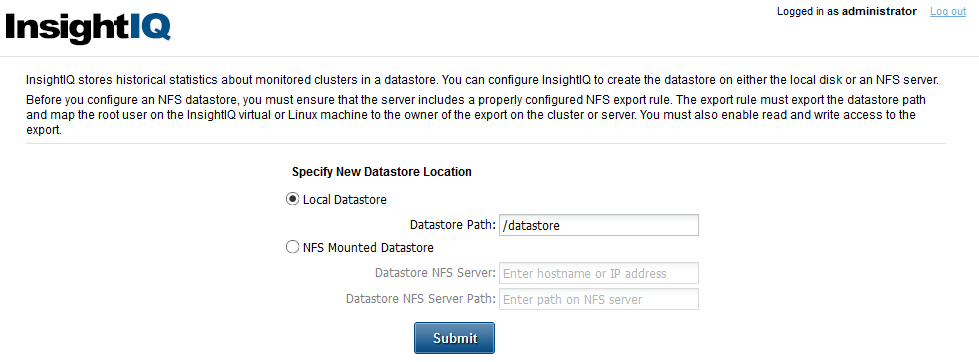 InsightIQ
Logged in as administrator Log out
InsightIQ stores historical statistics about monitored clusters in a datastore. You can configure InsightIQ to create the datastore on either the local disk or an NFS server.
Before you configure an NFS datastore, you must ensure that the server includes a properly configured NFS export rule. The export rule must export the datastore path
and map the root user on the InsightIQ virtual or Linux machine to the owner of the export on the cluster or server. You must also enable read and write access to the
export.
Specify New Datastore Location
Local Datastore
Datastore Path: /datastore
NFS Mounted Datastore
Datastore NFS Server: Enter hostname or IP address
Datastore NFS Server Path: Enter path on NFS server
Submit